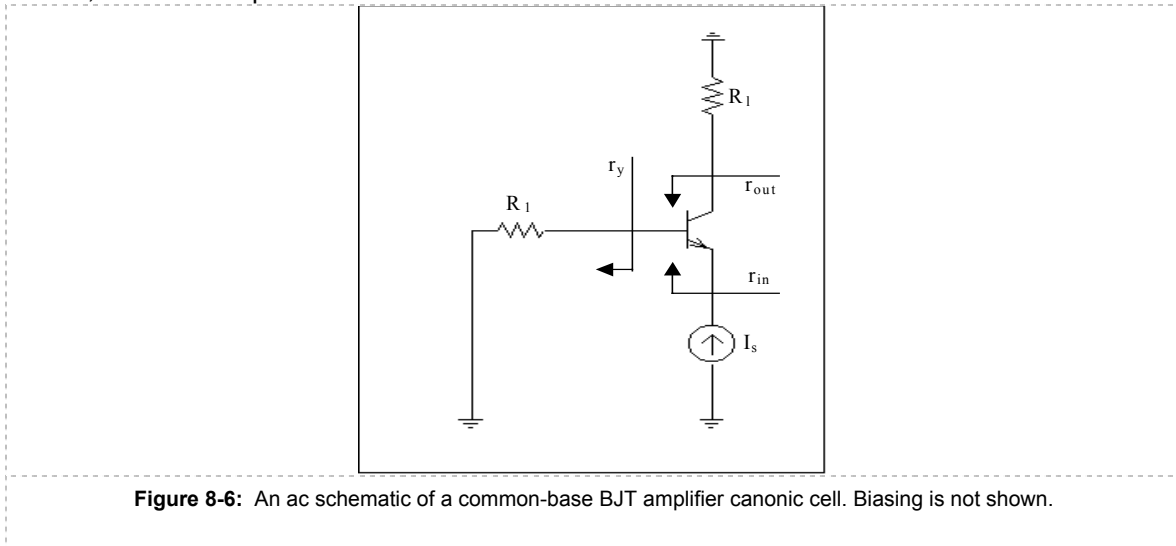 R1
ry
rout
R1
rin
Is
Figure 8-6: An ac schematic of a common-base BJT amplifier canonic cell. Biasing is not shown.